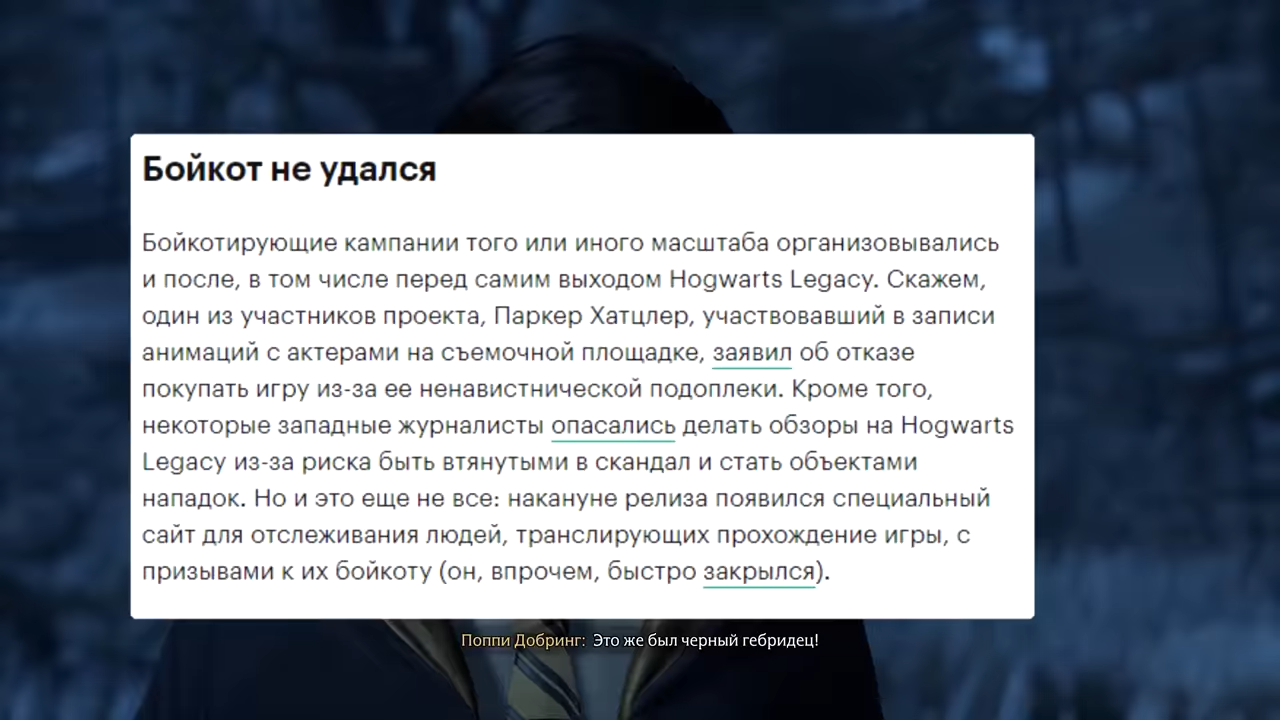 Бойкот не удался
Бойкотирующие кампании того или иного масштаба организовывались
и после, в том числе перед самим выходом Hogwarts Legacy. Скажем,
один из участников проекта, Паркер Хатцлер, участвовавший в записи
анимаций с актерами на съемочной площадке, заявил об отказе
покупать игру из-за ее ненавистнической подоплеки. Кроме того,
некоторые западные журналисты опасались делать обзоры на Hogwarts
Legacy из-за риска быть втянутыми в скандал и стать объектами
нападок. Но и это еще не все: накануне релиза появился специальный
сайт для отслеживания людей, транслирующих прохождение игры, с
призывами к их бойкоту (он, впрочем, быстро закрылся).
Поппи Добринг: Это же был черный гебридец!